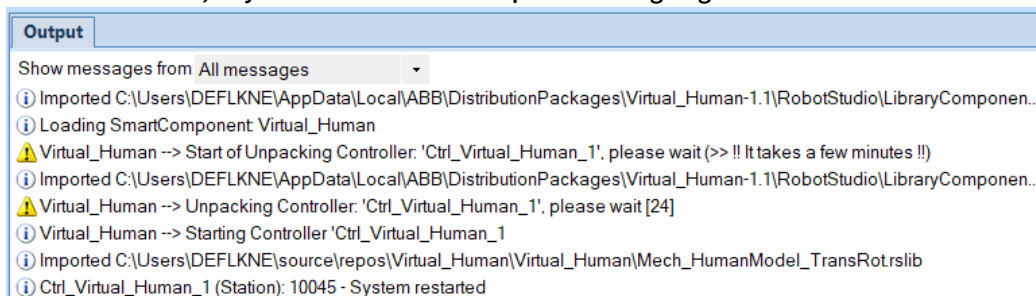 Output
Show messages from All messages
Imported C:\Users\DEFLKNE\AppData\Local\ABB\DistributionPackages\Virtual_Human-1.1\RobotStudio\LibraryComponen...
Loading SmartComponent: Virtual_Human
Virtual_Human --> Start of Unpacking Controller: 'Ctrl_Virtual_Human_1', please wait (>> !! It takes a few minutes !!)
Imported C:\Users\DEFLKNE\AppData\Local\ABB\DistributionPackages\Virtual_Human-1.1\RobotStudio\LibraryComponen...
Virtual_Human --> Unpacking Controller: 'Ctrl_Virtual_Human_1', please wait [24]
Virtual_Human --> Starting Controller 'Ctrl_Virtual_Human_1
Imported C:\Users\DEFLKNE\source\repos\Virtual_Human\Virtual_Human\Mech_HumanModel_TransRot.rslib
Ctrl_Virtual_Human_1 (Station): 10045 - System restarted